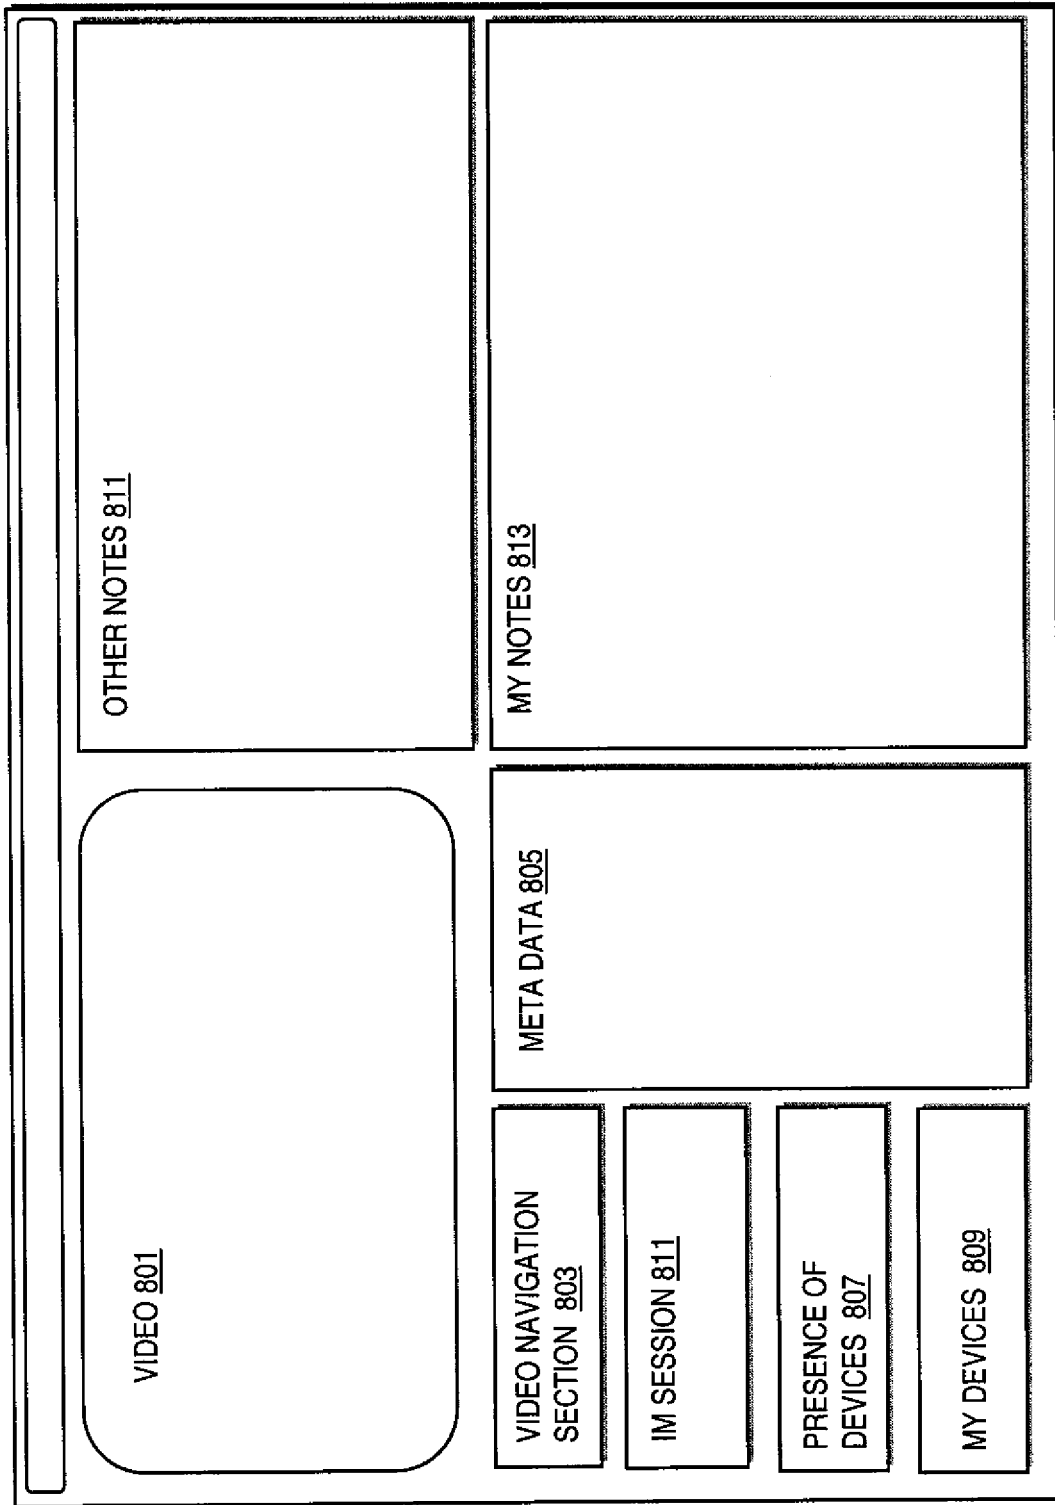 VIDEO 801
OTHER NOTES 811
VIDEO NAVIGATION
SECTION 803
IM SESSION 811
PRESENCE OF
DEVICES 807
MY DEVICES 809
META DATA 805
MY NOTES 813